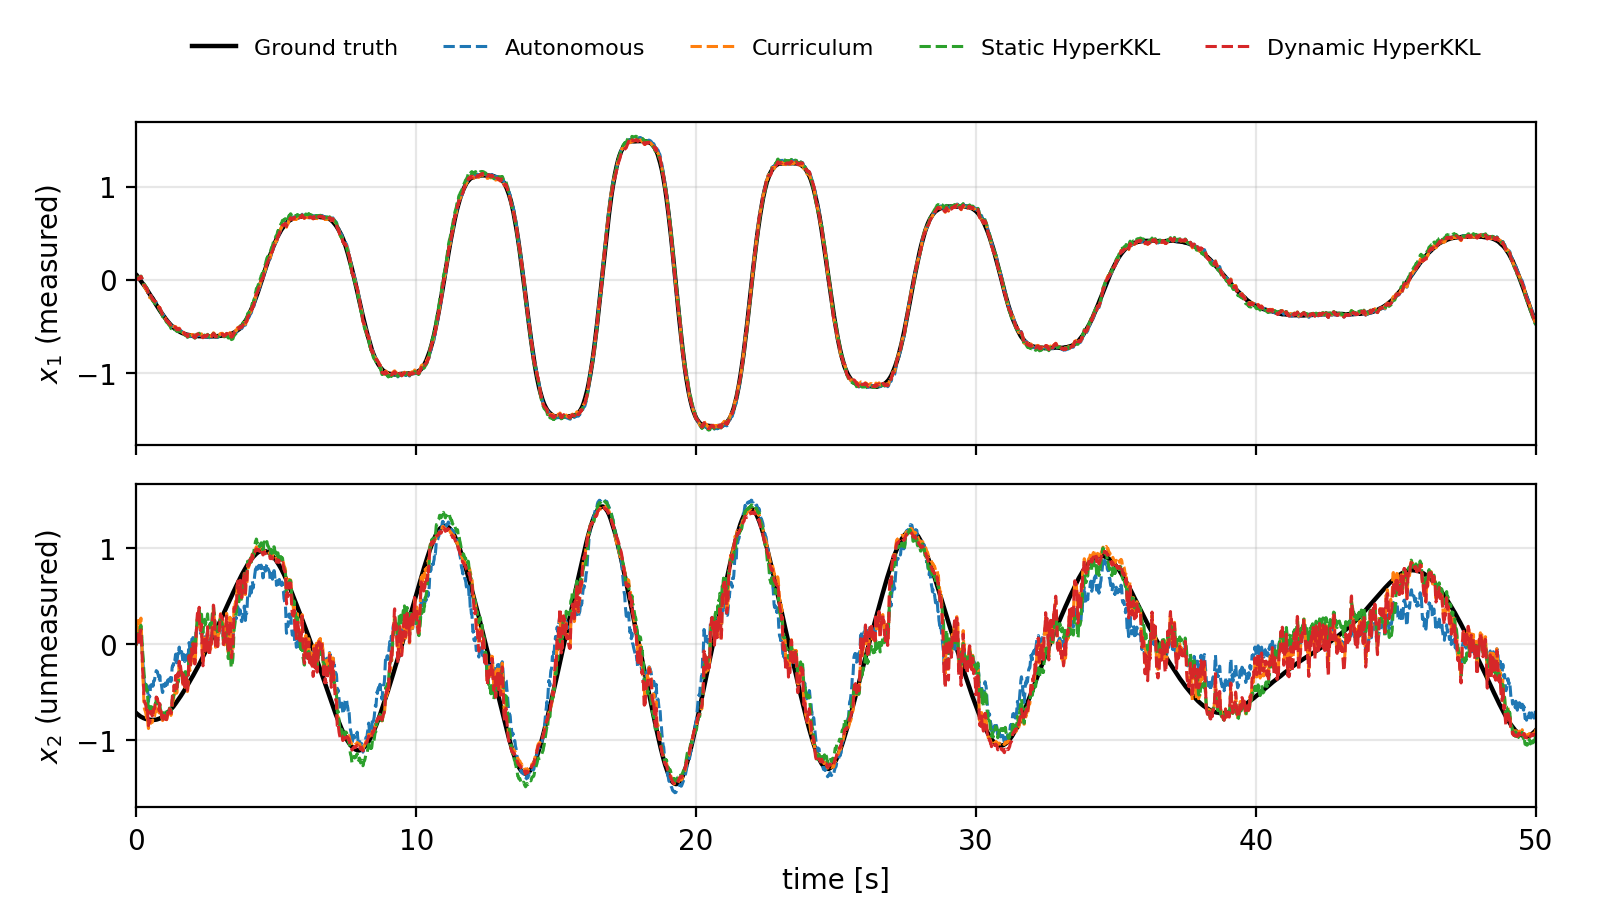 Ground truth Autonomous Curriculum Static HyperKKL Dynamic HyperKKL
1
0
−1
x₁ (measured)
1
0
−1
x₂ (unmeasured)
0 10 20 30 40 50
time [s]